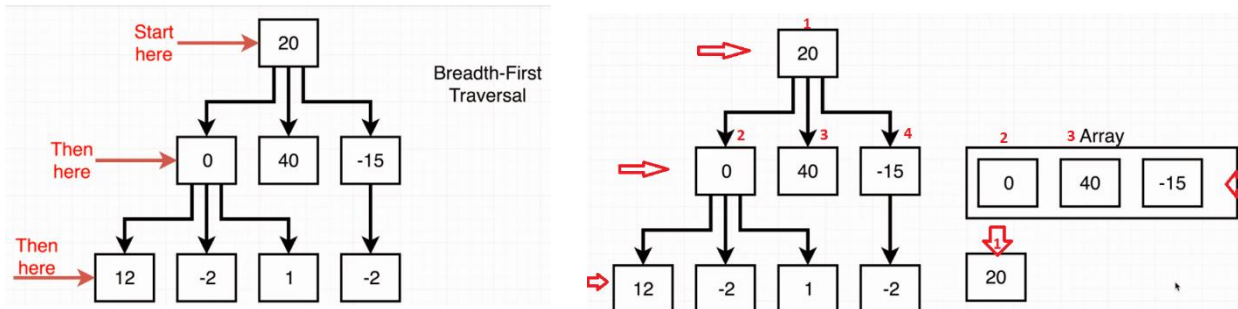 Start
here
20
Breadth-First
Traversal
Then
here
0 40 -15
Then
here
12 -2 1 -2
1
20
2 3 4
0 40 -15
2 3 Array
0 40 -15
1
20
12 -2 1 -2